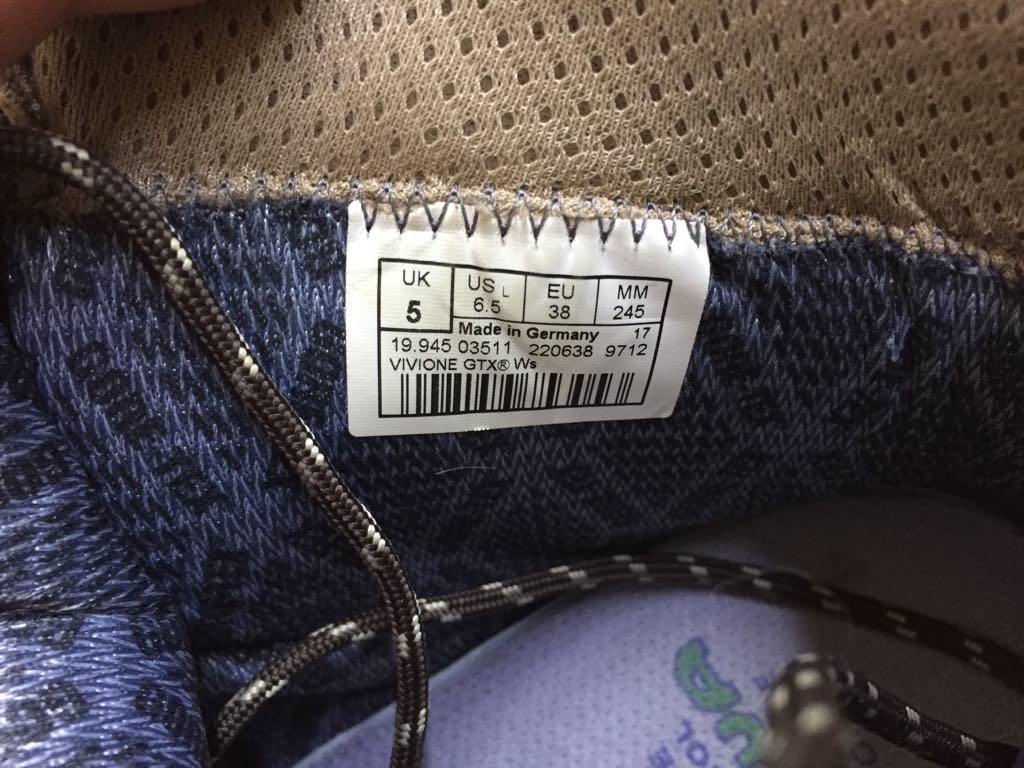 UK US L EU MM
5 6.5 38 245
Made in Germany 17
19.945 03511 220638 9712
VIVIONE GTX® Ws